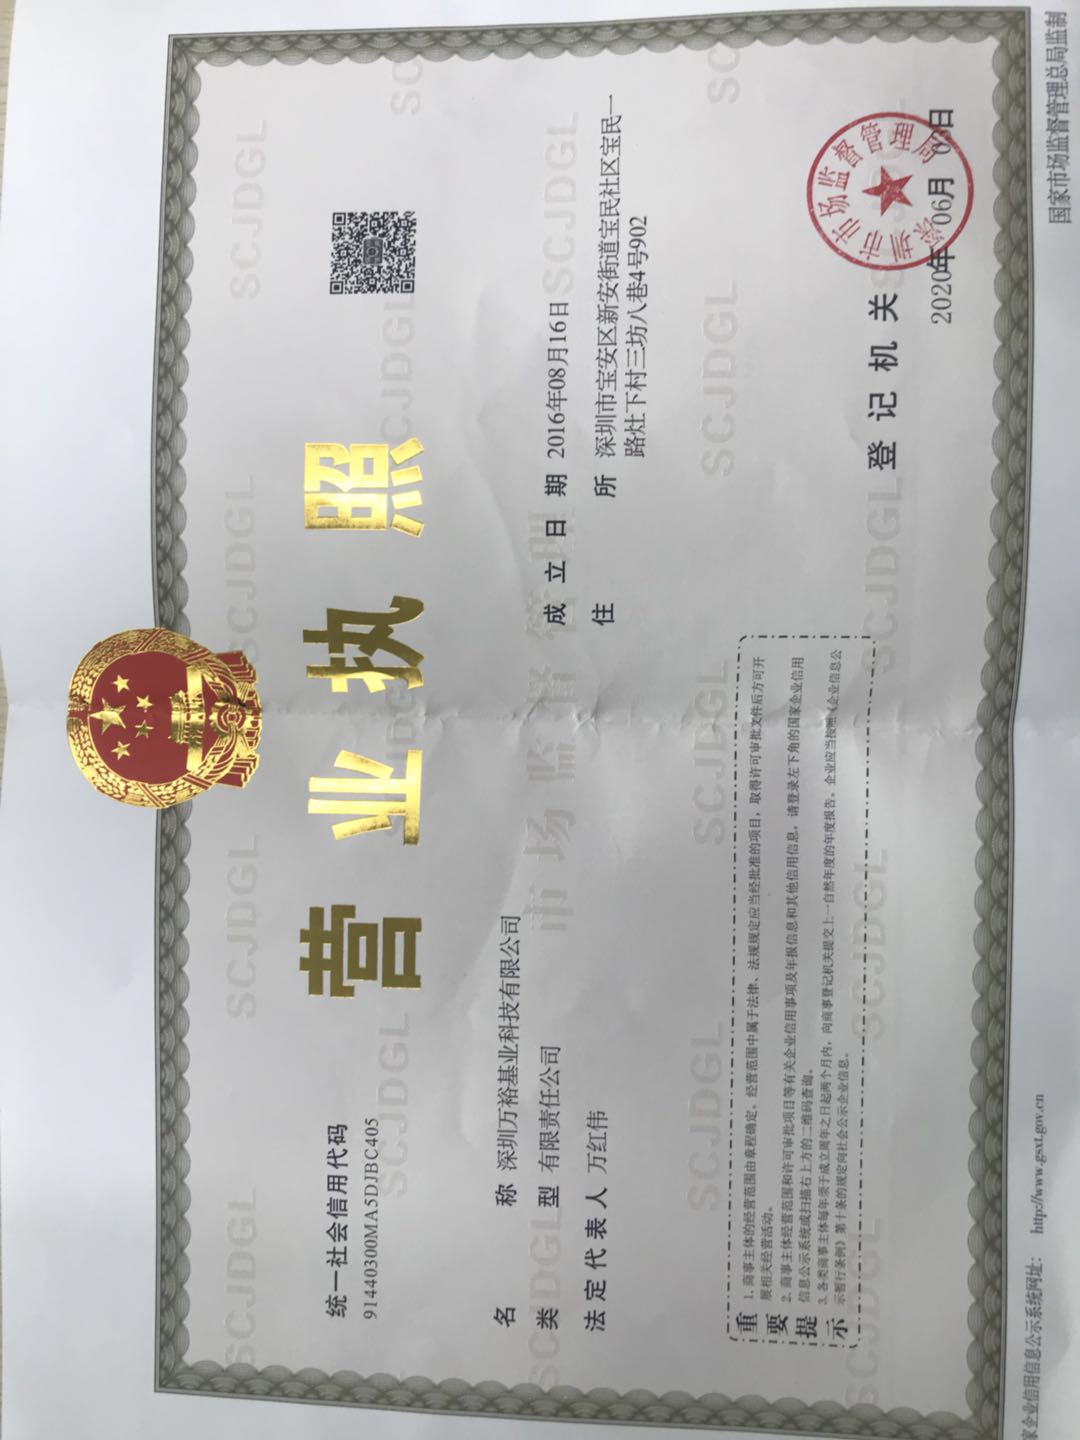 营业执照
统一社会信用代码
91440300MA5DJBC405
名称 深圳万裕基业科技有限公司
类型 有限责任公司
法定代表人 万红伟
成立日期 2016年08月16日
住所 深圳市宝安区新安街道宝民社区宝民一
路灶下村三坊八巷4号902
重要提示
1. 商事主体的经营范围由章程确定。经营范围中属于法律、法规规定应当经批准的项目，取得许可审批文件后方可开
展相关经营活动。
2. 商事主体经营范围和许可审批项目等有关企业信用事项及年报信息和其他信用信息，请登录左下角的国家企业信用
信息公示系统或扫描右上方的二维码查询。
3. 各类商事主体每年须于成立周年之日起两个月内，向商事登记机关提交上一自然年度的年度报告。企业应当按照《企业信息公
示暂行条例》第十条的规定向社会公示企业信息。
登记机关
深圳市市场监督管理局
2020年 06月 03日
家企业信用信息公示系统网址： http://www.gsxt.gov.cn
国家市场监督管理总局监制
市场监督管理
SCJDGL
SCJDGL
SCJDGL
SCJDGL
SCJDGL
SCJDGL
SCJDGL
SC
SCJDGL
SCJDGL
SCJDGL
SCJDGL
SCJDGL
SC
SCJDGL
SCJDGL
SCJDGL
SCJDGL